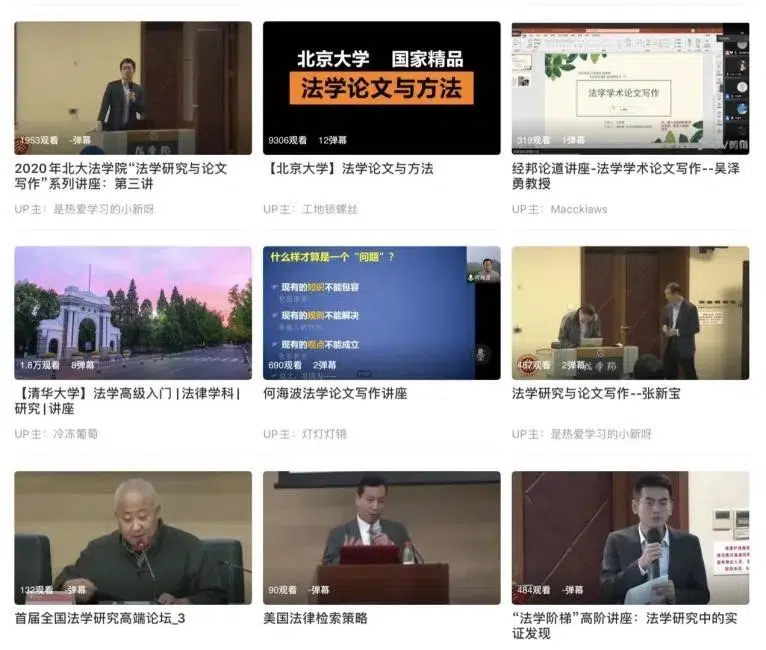 1953观看 -弹幕
2020年北大法学院“法学研究与论文
写作”系列讲座：第三讲
UP主： 是热爱学习的小新呀
北京大学 国家精品
法学论文与方法
9306观看 12弹幕
【北京大学】法学论文与方法
UP主： 工地锁螺丝
法学学术论文写作
319观看 1弹幕
经邦论道讲座-法学学术论文写作--吴泽
勇教授
UP主： Macckiaws
1.8万观看 8弹幕
【清华大学】法学高级入门|法律学科|
研究|讲座
UP主： 冷冻葡萄
什么样才算是一个“问题”？
现有的知识不能包容
现有的规则不能解决
现有的观点不能成立
690观看 2弹幕
何海波法学论文写作讲座
UP主： 灯灯灯锵
487观看 2弹幕
法学研究与论文写作--张新宝
UP主： 是热爱学习的小新呀
132观看 -弹幕
首届全国法学研究高端论坛_3
90观看 -弹幕
美国法律检索策略
484观看 -弹幕
“法学阶梯”高阶讲座：法学研究中的实
证发现